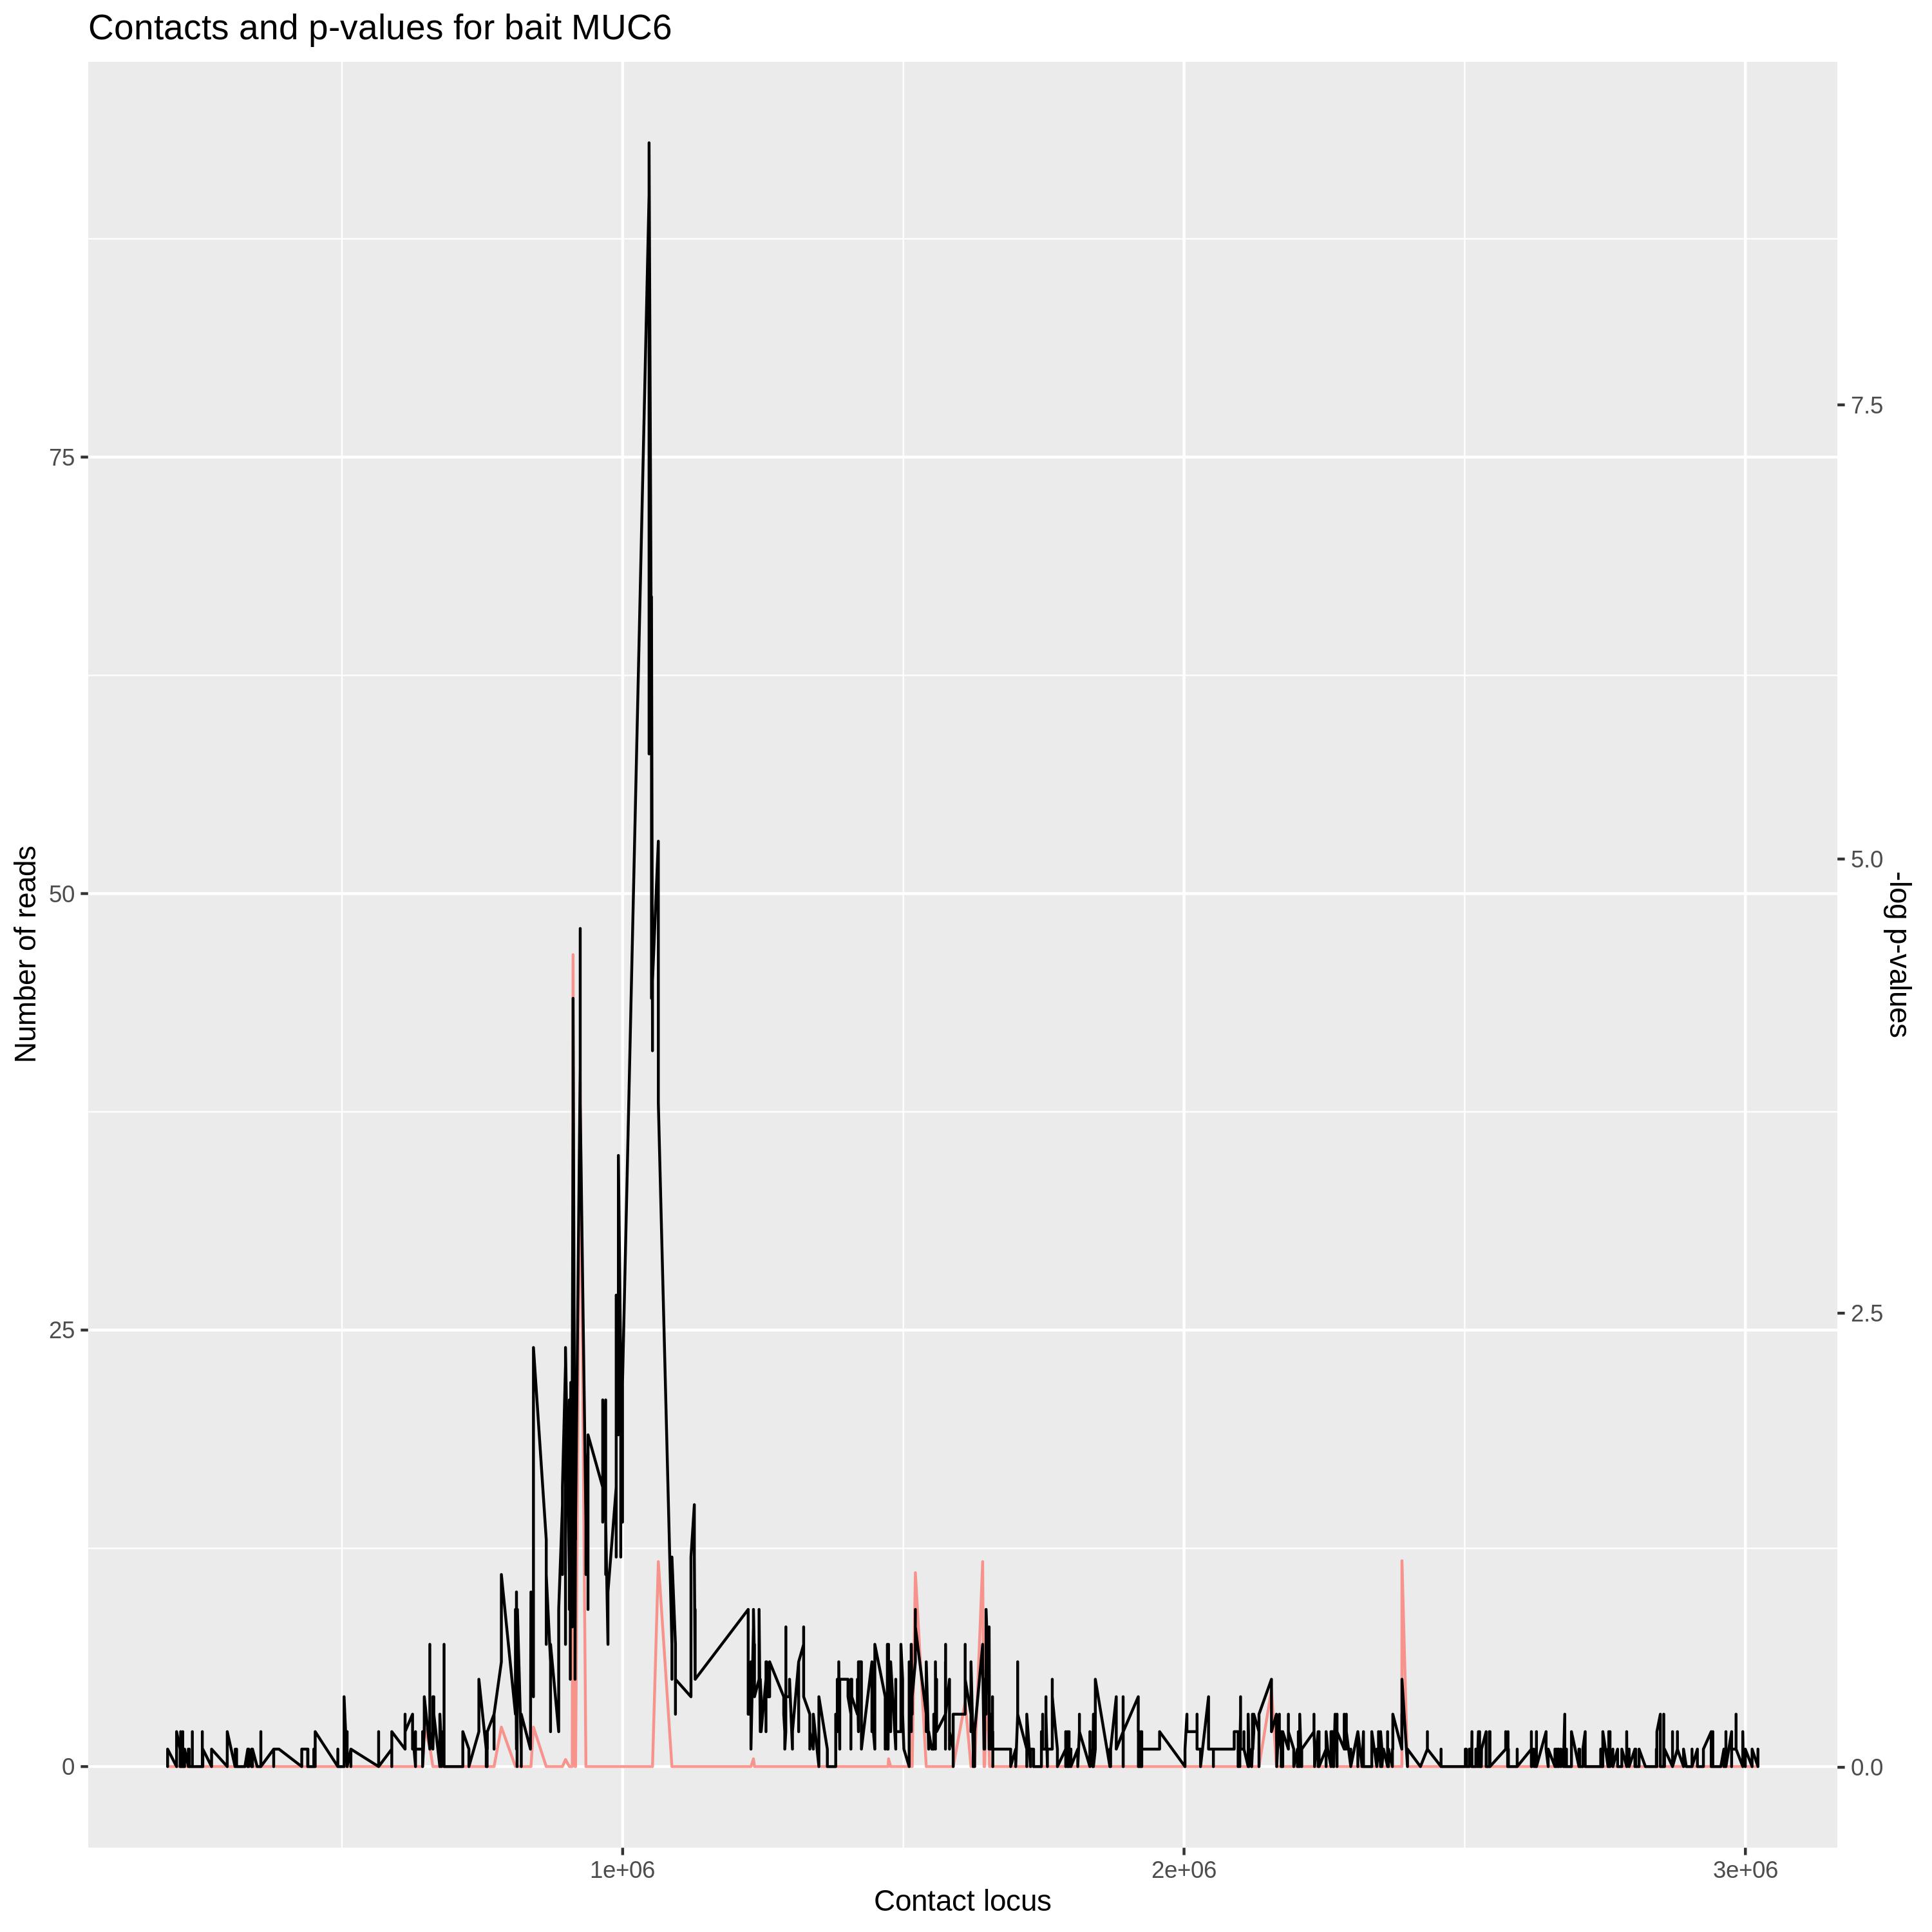 Contacts and p-values for bait MUC6
Number of reads
75
50
25
0
7.5
5.0
2.5
0.0
-log p-values
1e+06
2e+06
3e+06
Contact locus